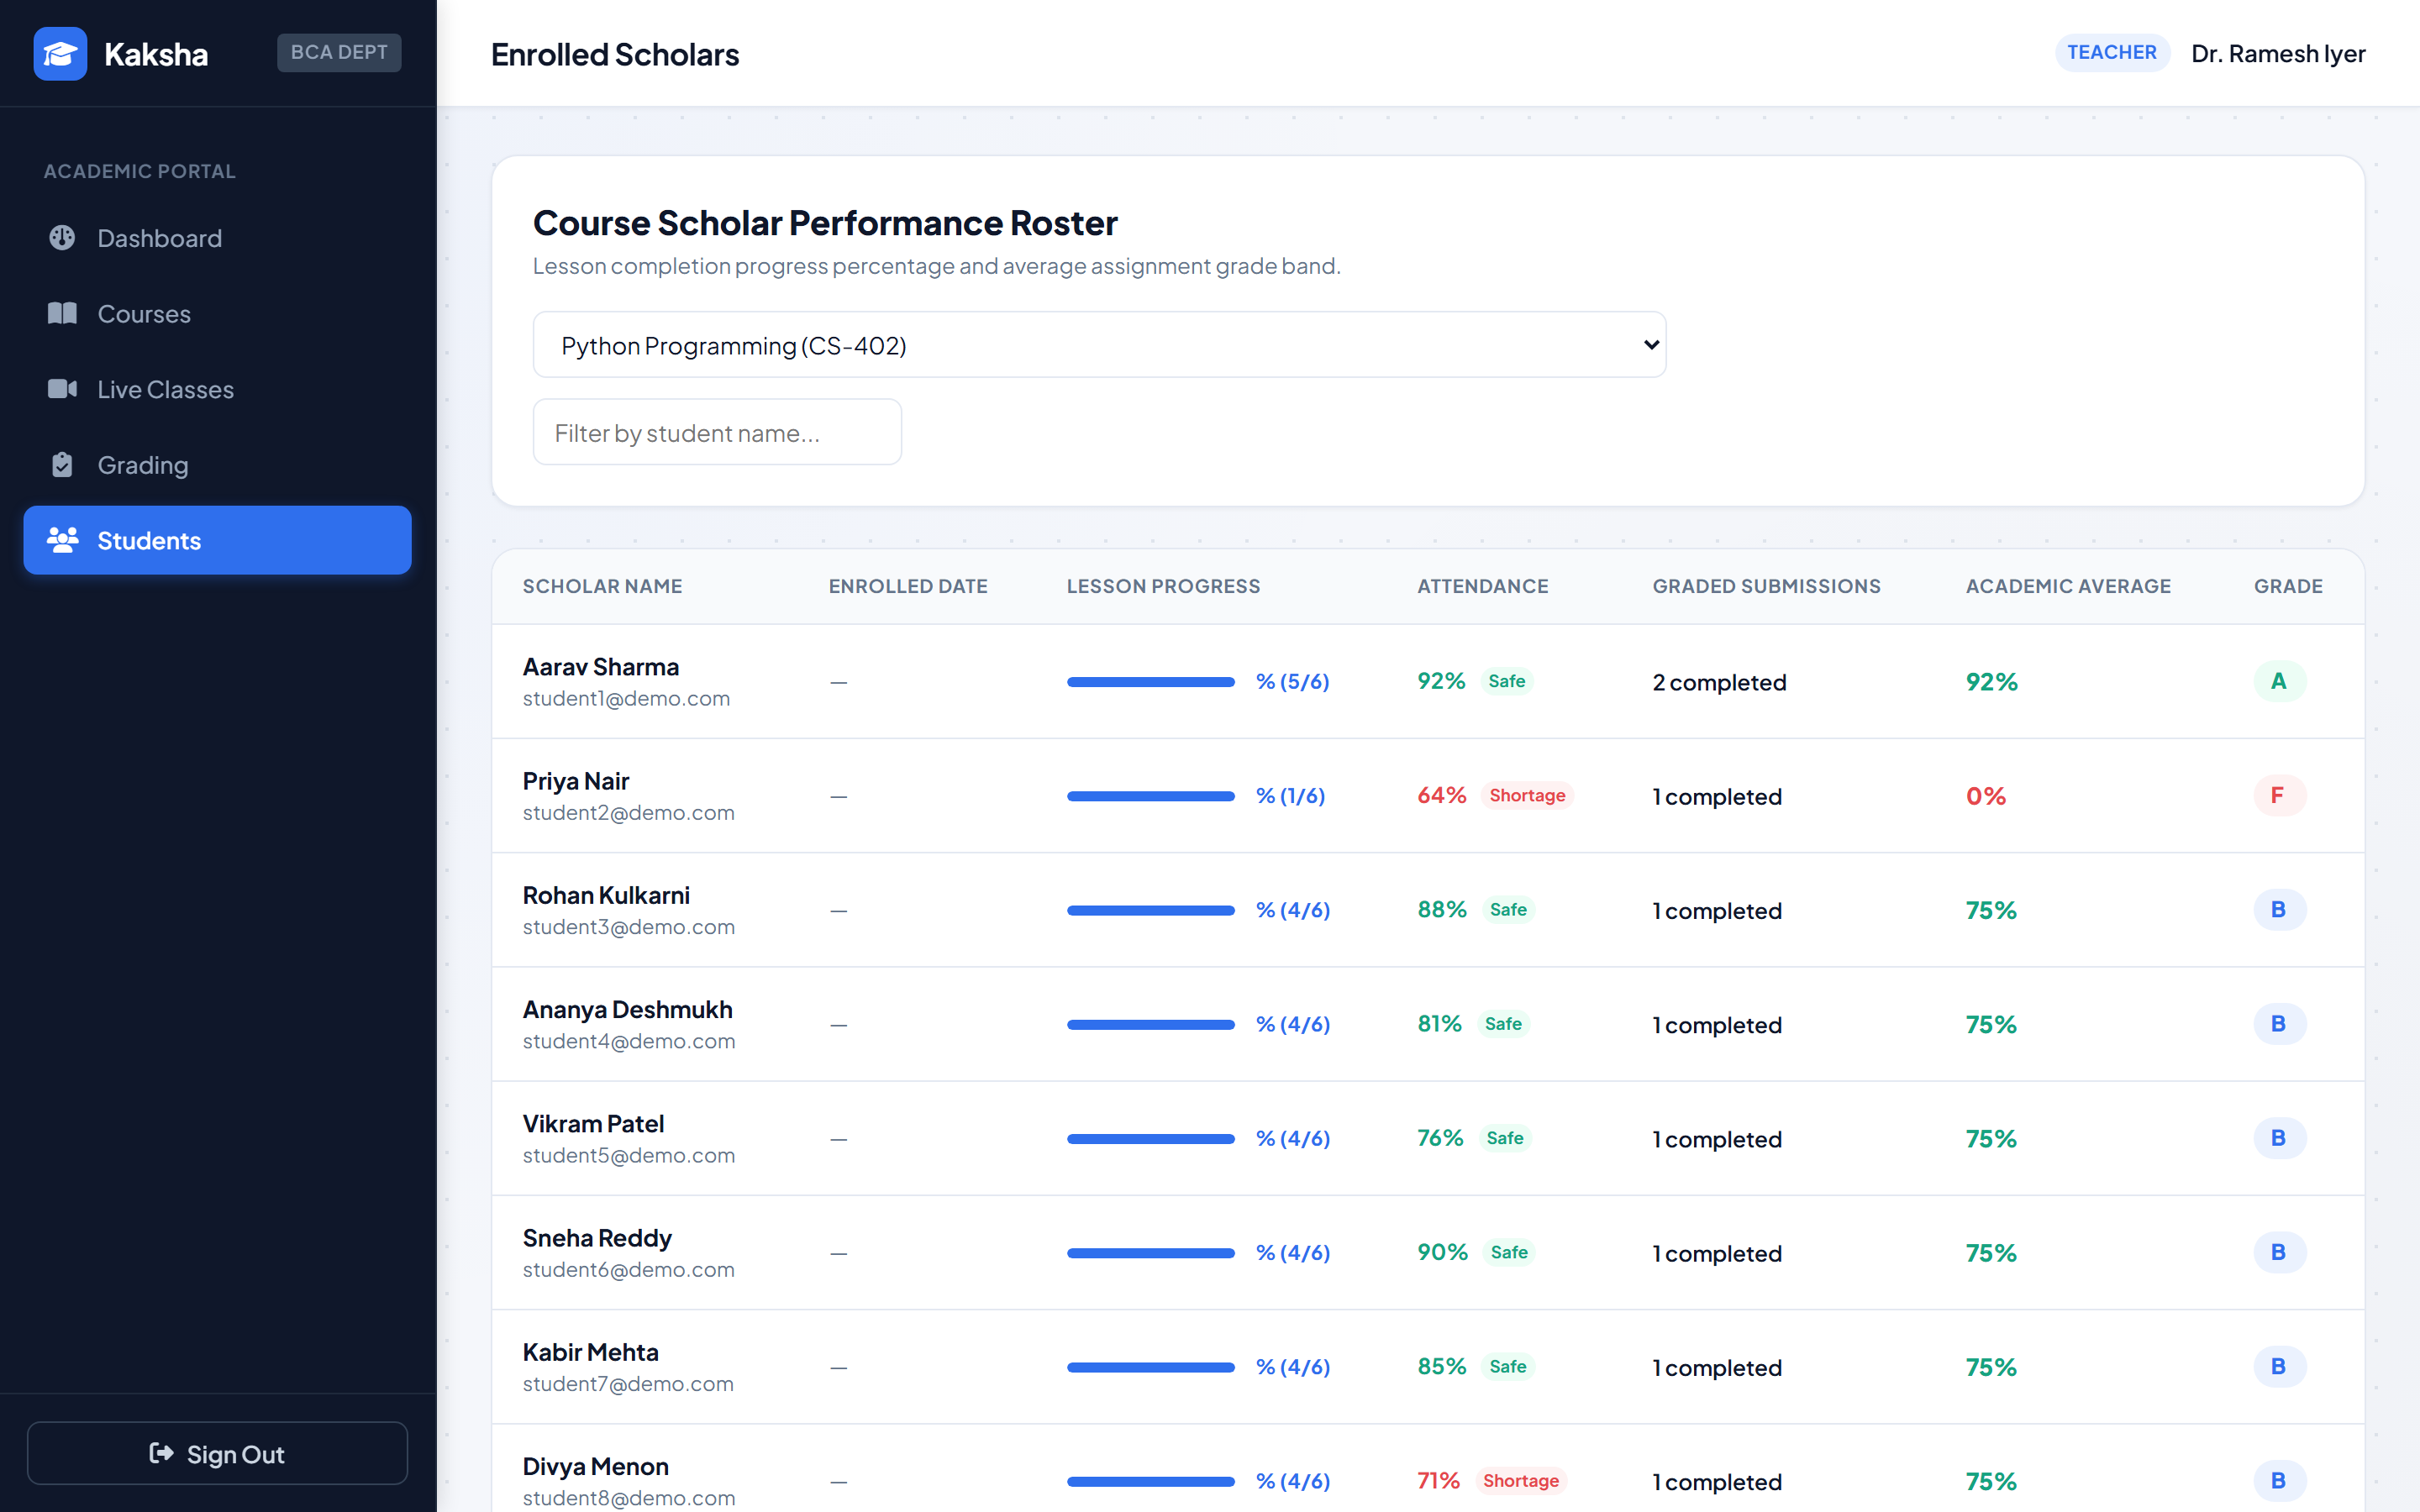 Kaksha
BCA DEPT
ACADEMIC PORTAL
Dashboard
Courses
Live Classes
Grading
Students
Sign Out
Enrolled Scholars
TEACHER
Dr. Ramesh Iyer
Course Scholar Performance Roster
Lesson completion progress percentage and average assignment grade band.
Python Programming (CS-402)
Filter by student name...
SCHOLAR NAME ENROLLED DATE LESSON PROGRESS ATTENDANCE GRADED SUBMISSIONS ACADEMIC AVERAGE GRADE
Aarav Sharma
student1@demo.com
— % (5/6) 92% Safe 2 completed 92% A
Priya Nair
student2@demo.com
— % (1/6) 64% Shortage 1 completed 0% F
Rohan Kulkarni
student3@demo.com
— % (4/6) 88% Safe 1 completed 75% B
Ananya Deshmukh
student4@demo.com
— % (4/6) 81% Safe 1 completed 75% B
Vikram Patel
student5@demo.com
— % (4/6) 76% Safe 1 completed 75% B
Sneha Reddy
student6@demo.com
— % (4/6) 90% Safe 1 completed 75% B
Kabir Mehta
student7@demo.com
— % (4/6) 85% Safe 1 completed 75% B
Divya Menon
student8@demo.com
— % (4/6) 71% Shortage 1 completed 75% B